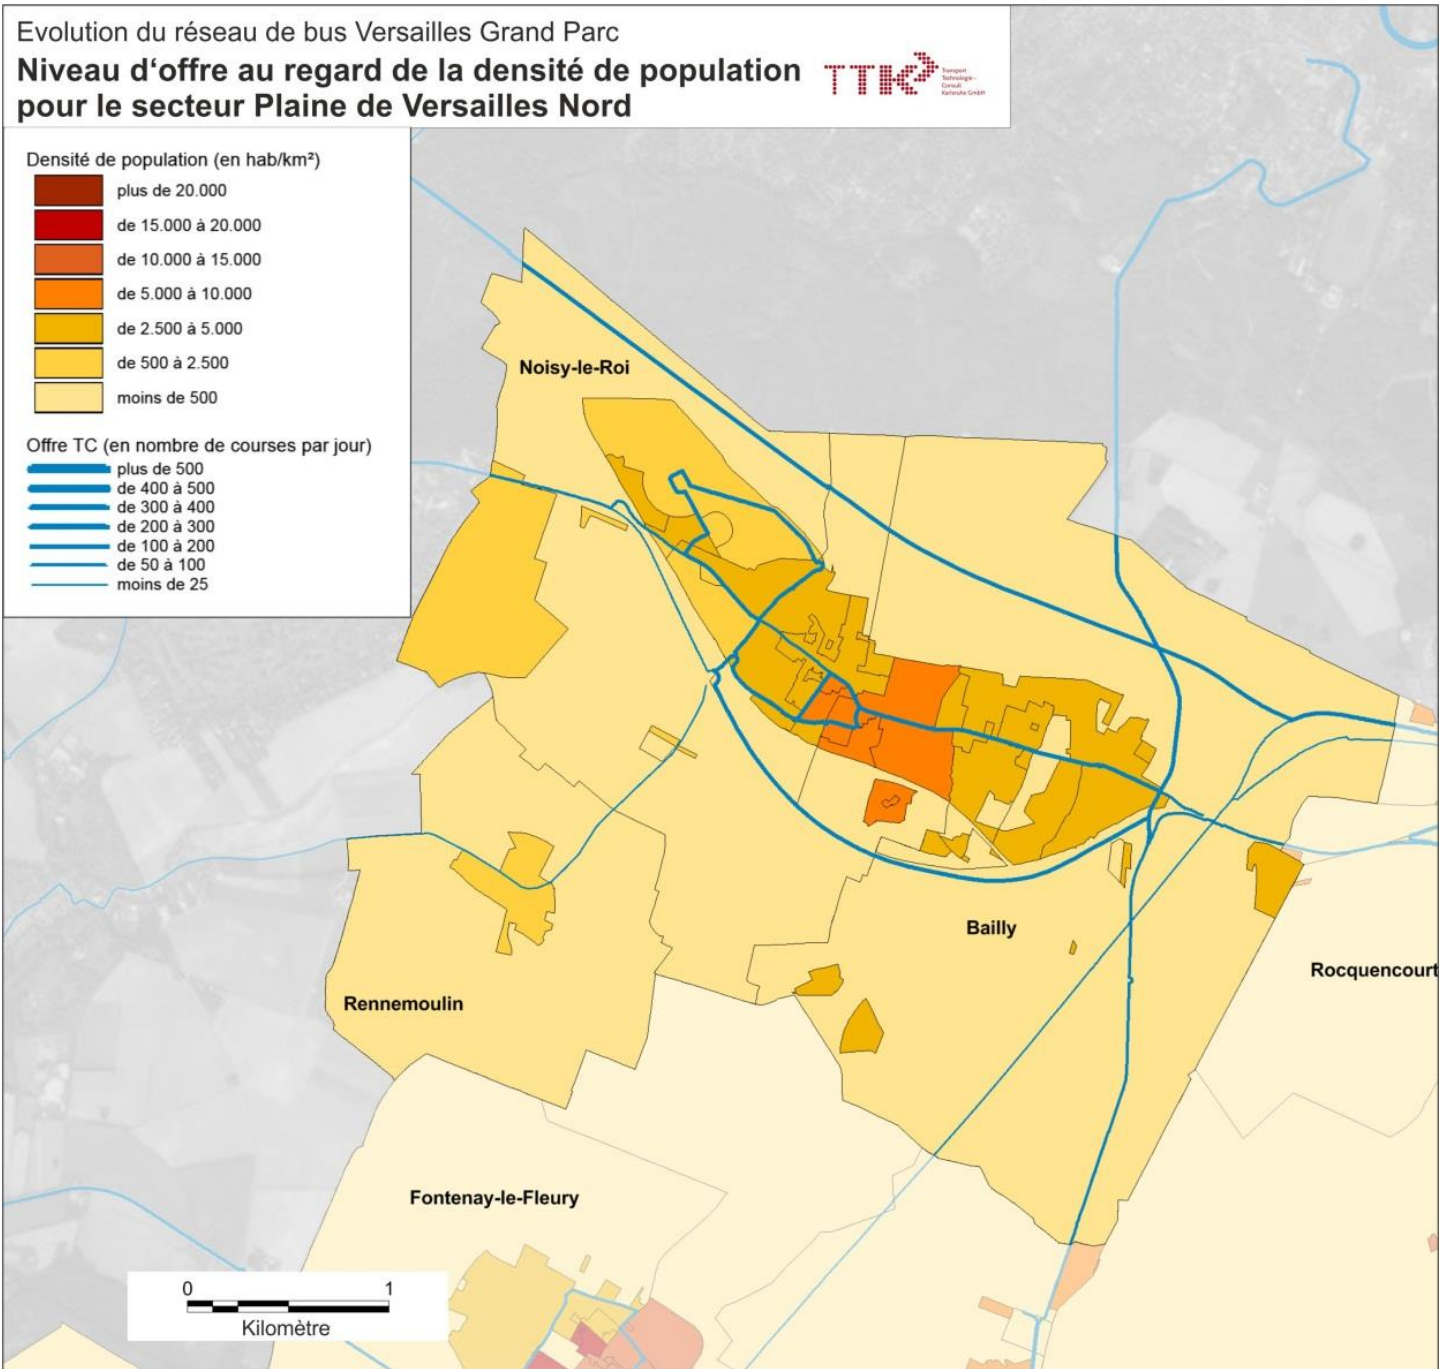 Evolution du réseau de bus Versailles Grand Parc
Niveau d‘offre au regard de la densité de population
pour le secteur Plaine de Versailles Nord
TTK
Transport
Technologie -
Consult
Karlsruhe GmbH
Densité de population (en hab/km²)
plus de 20.000
de 15.000 à 20.000
de 10.000 à 15.000
de 5.000 à 10.000
de 2.500 à 5.000
de 500 à 2.500
moins de 500
Offre TC (en nombre de courses par jour)
plus de 500
de 400 à 500
de 300 à 400
de 200 à 300
de 100 à 200
de 50 à 100
moins de 25
Noisy-le-Roi
Bailly
Rocquencourt
Rennemoulin
Fontenay-le-Fleury
0 1
Kilomètre